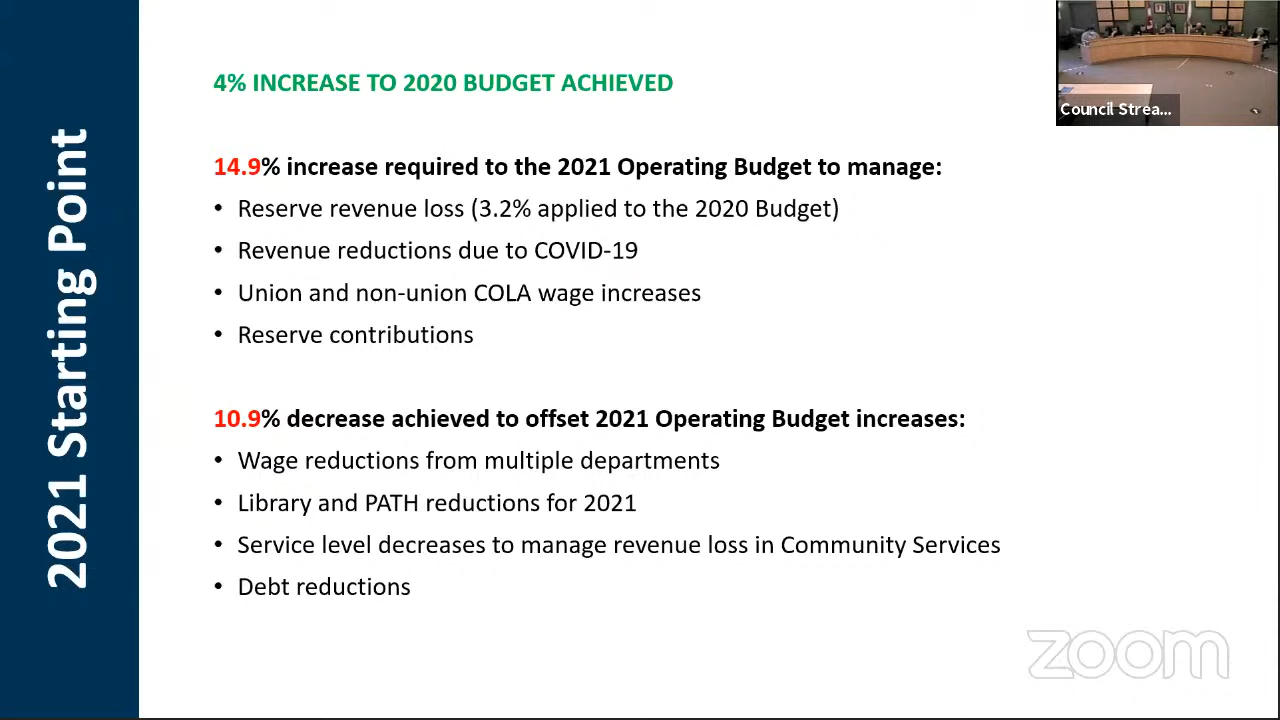 2021 Starting Point
4% INCREASE TO 2020 BUDGET ACHIEVED
Council Strea...
14.9% increase required to the 2021 Operating Budget to manage:
• Reserve revenue loss (3.2% applied to the 2020 Budget)
• Revenue reductions due to COVID-19
• Union and non-union COLA wage increases
• Reserve contributions
10.9% decrease achieved to offset 2021 Operating Budget increases:
• Wage reductions from multiple departments
• Library and PATH reductions for 2021
• Service level decreases to manage revenue loss in Community Services
• Debt reductions
zoom